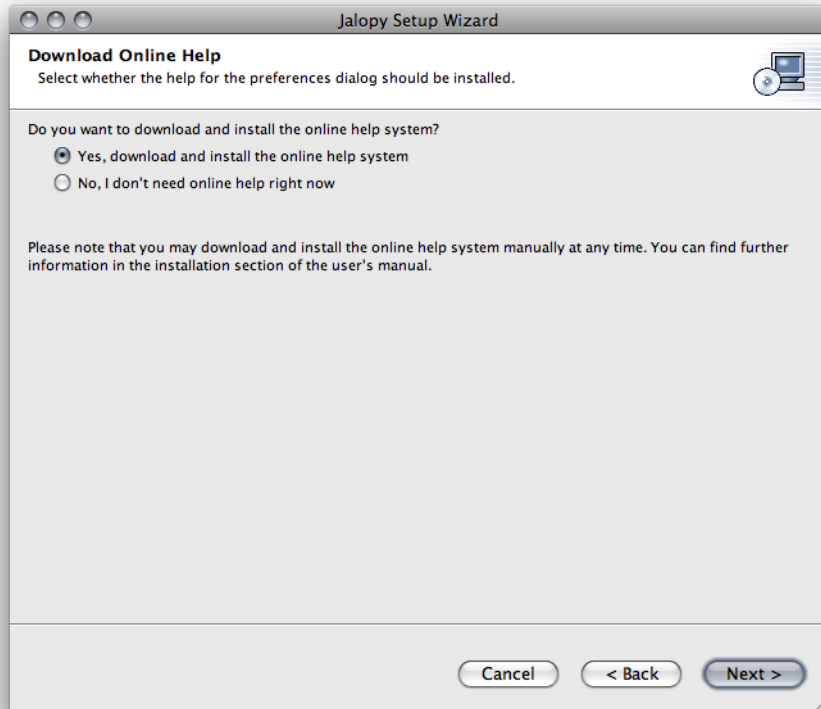 Jalopy Setup Wizard
Download Online Help
Select whether the help for the preferences dialog should be installed.
Do you want to download and install the online help system?
Yes, download and install the online help system
No, I don't need online help right now
Please note that you may download and install the online help system manually at any time. You can find further
information in the installation section of the user's manual.
Cancel
< Back
Next >